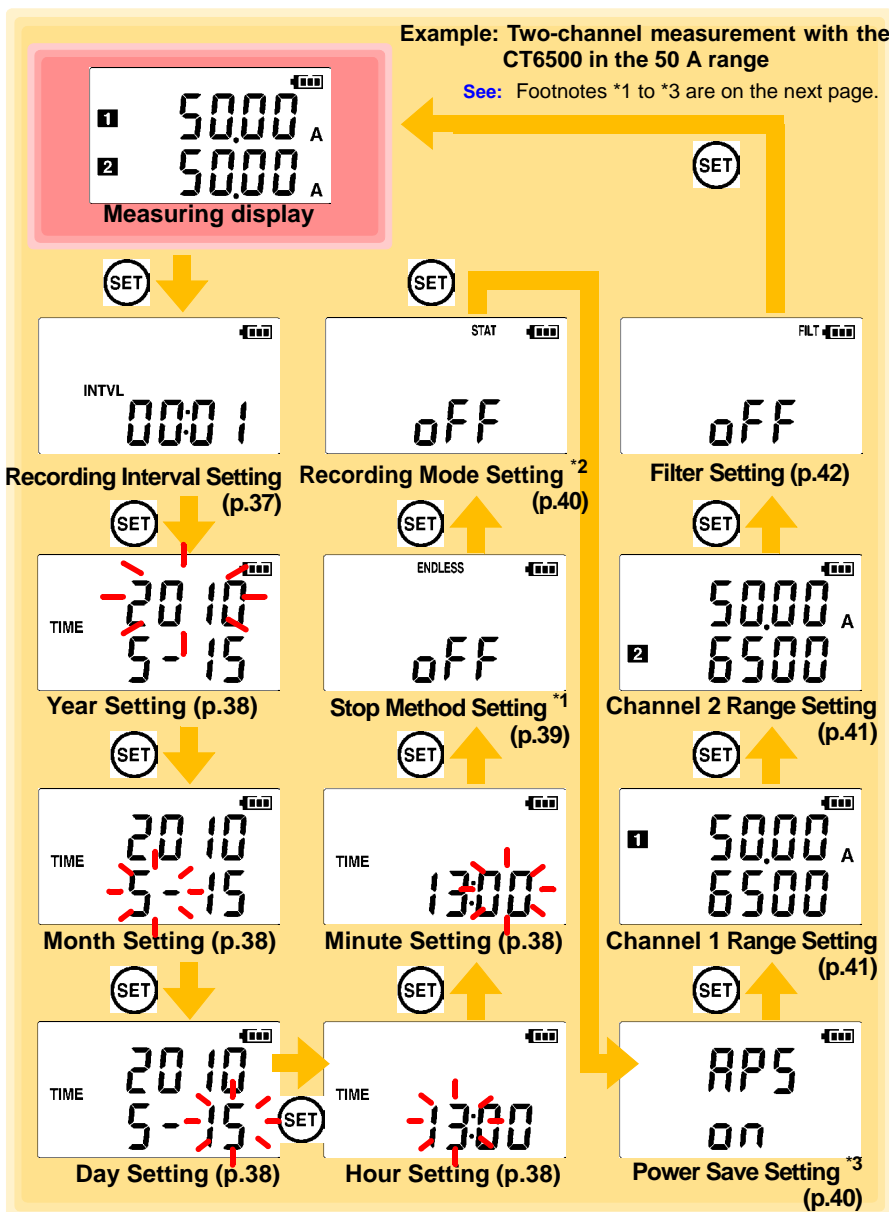 Example: Two-channel measurement with the
CT6500 in the 50 A range
See: Footnotes *1 to *3 are on the next page.
1 50.00 A
2 50.00 A
Measuring display
SET
SET
SET
INTVL
00:01
Recording Interval Setting
(p.37)
STAT
oFF
Recording Mode Setting *2
(p.40)
FILT
oFF
Filter Setting (p.42)
SET
SET
SET
TIME
2010
5-15
Year Setting (p.38)
ENDLESS
oFF
Stop Method Setting *1
(p.39)
50.00 A
2 6500
Channel 2 Range Setting
(p.41)
SET
SET
SET
TIME
2010
5-15
Month Setting (p.38)
TIME
13:00
Minute Setting (p.38)
1 50.00 A
6500
Channel 1 Range Setting
(p.41)
SET
SET
SET
TIME
2010
5-15
Day Setting (p.38)
SET
TIME
13:00
Hour Setting (p.38)
APS
on
Power Save Setting *3
(p.40)